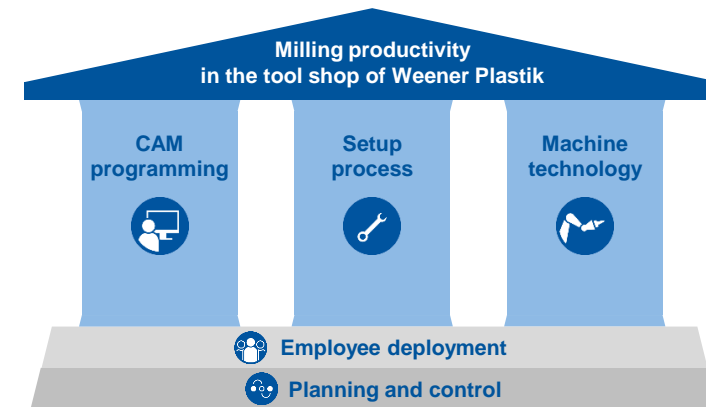 Milling productivity
in the tool shop of Weener Plastik
CAM
programming
Setup
process
Machine
technology
Employee deployment
Planning and control